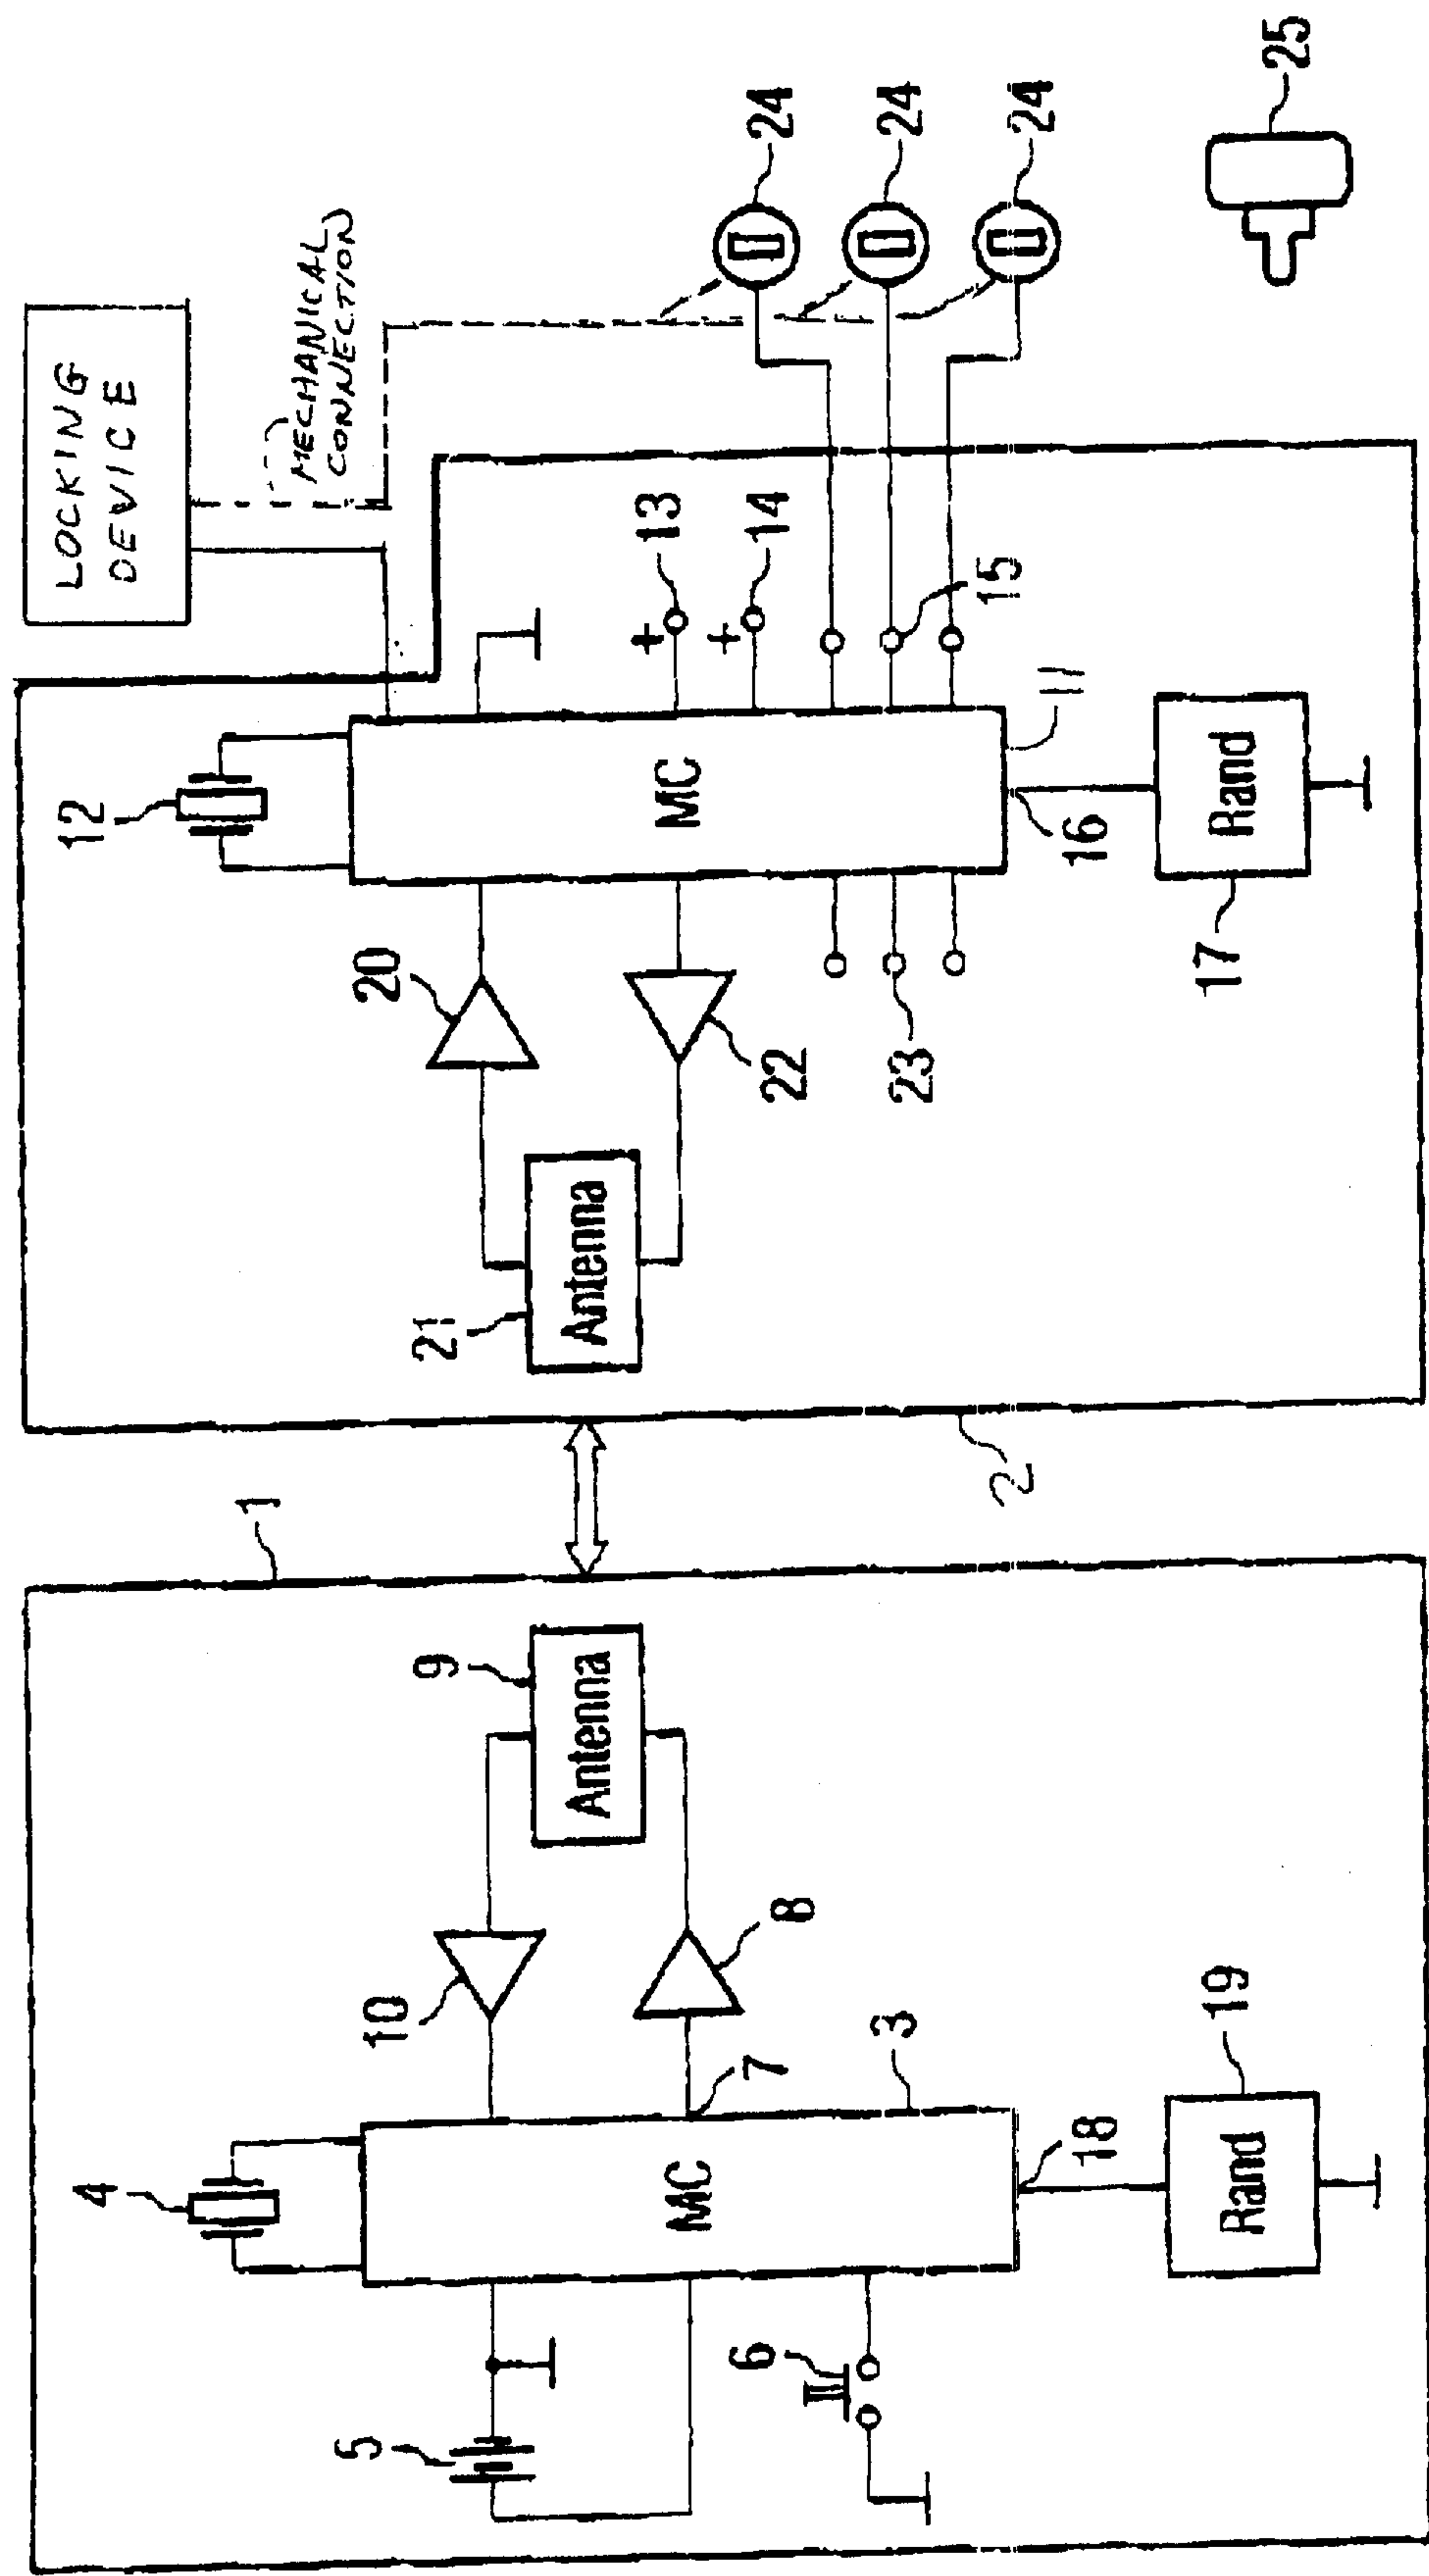 LOCKING
DEVICE
MECHANICAL
CONNECTION
1
2
4
5
6
MC
3
7
18
Rand
19
10
8
9
Antenna
21
Antenna
20
22
23
12
MC
11
16
17
Rand
+
13
+
14
15
24
24
24
25